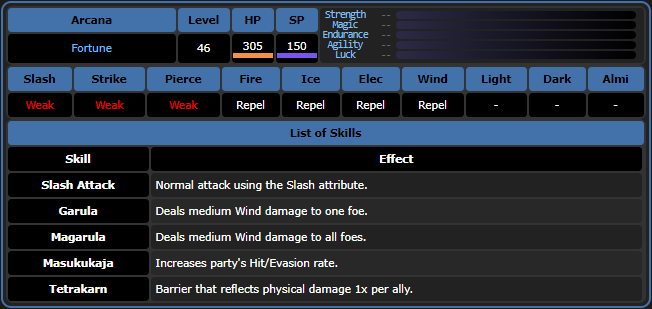 Arcana Level HP SP
Fortune 46 305 150
Strength --
Magic --
Endurance --
Agility --
Luck --
Slash Strike Pierce Fire Ice Elec Wind Light Dark Almi
Weak Weak Weak Repel Repel Repel Repel - - -
List of Skills
Skill Effect
Slash Attack Normal attack using the Slash attribute.
Garula Deals medium Wind damage to one foe.
Magarula Deals medium Wind damage to all foes.
Masukukaja Increases party's Hit/Evasion rate.
Tetrakarn Barrier that reflects physical damage 1x per ally.